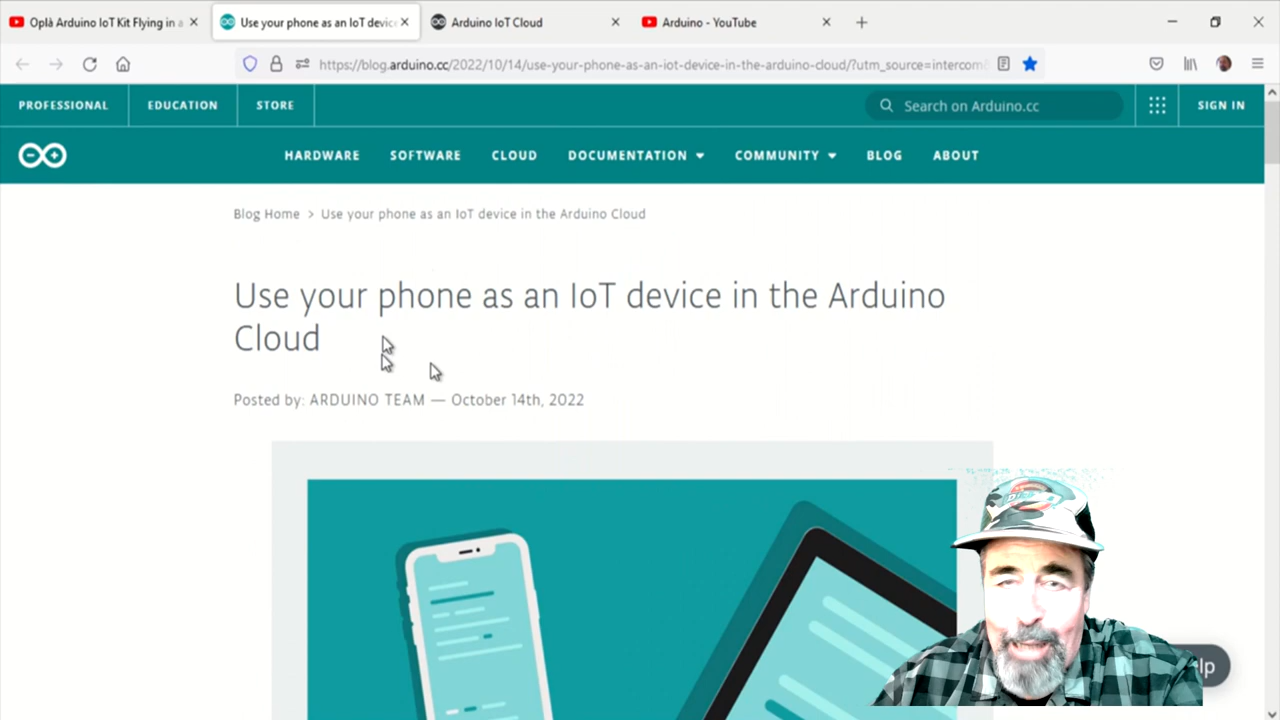 Oplà Arduino IoT Kit Flying in a
Use your phone as an IoT device
Arduino IoT Cloud
Arduino - YouTube
https://blog.arduino.cc/2022/10/14/use-your-phone-as-an-iot-device-in-the-arduino-cloud/?utm_source=intercom
PROFESSIONAL
EDUCATION
STORE
Search on Arduino.cc
SIGN IN
HARDWARE
SOFTWARE
CLOUD
DOCUMENTATION
COMMUNITY
BLOG
ABOUT
Blog Home > Use your phone as an IoT device in the Arduino Cloud
Use your phone as an IoT device in the Arduino
Cloud
Posted by: ARDUINO TEAM — October 14th, 2022